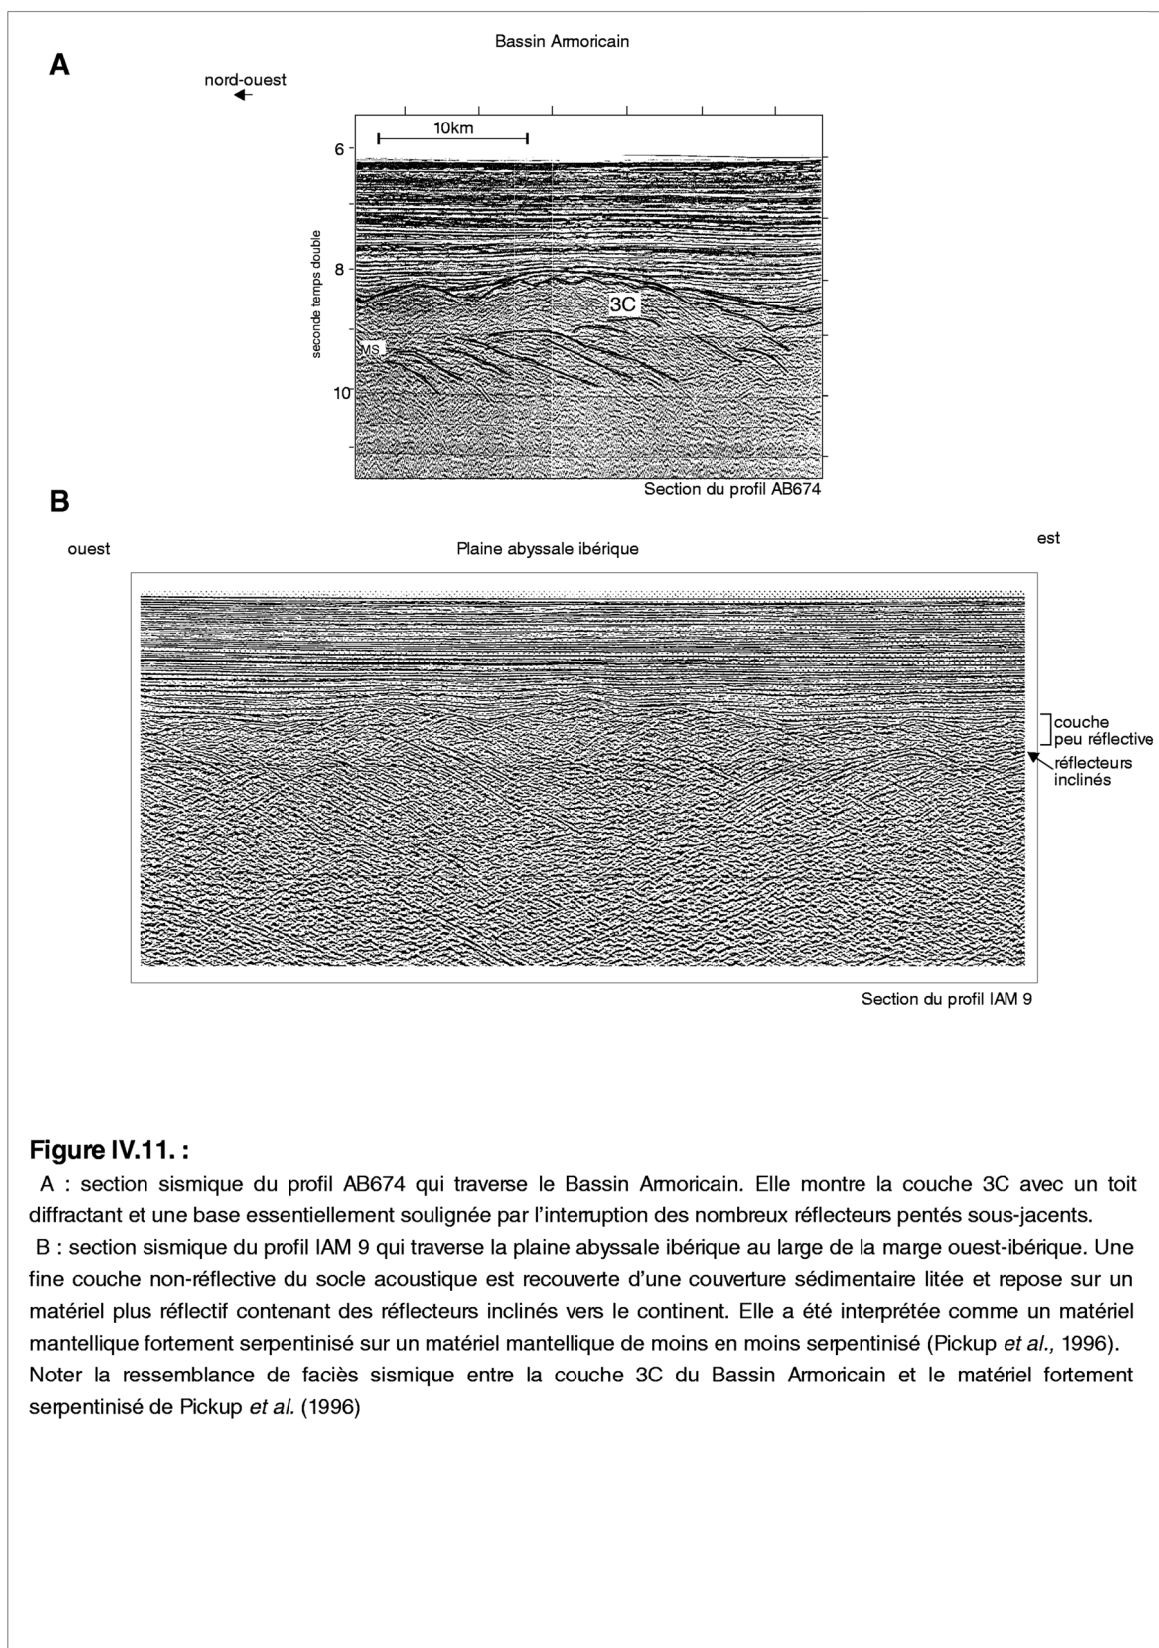 Bassin Armoricain
A
nord-ouest
10km
6
8
10
seconde temps double
3C
MS
Section du profil AB674
B
ouest
Plaine abyssale ibérique
est
couche
peu réflective
réflecteurs
inclinés
Section du profil IAM 9
Figure IV.11. :
A : section sismique du profil AB674 qui traverse le Bassin Armoricain. Elle montre la couche 3C avec un toit
diffractant et une base essentiellement soulignée par l'interruption des nombreux réflecteurs pentés sous-jacents.
B : section sismique du profil IAM 9 qui traverse la plaine abyssale ibérique au large de la marge ouest-ibérique. Une
fine couche non-réflective du socle acoustique est recouverte d'une couverture sédimentaire litée et repose sur un
matériel plus réflectif contenant des réflecteurs inclinés vers le continent. Elle a été interprétée comme un matériel
mantellique fortement serpentinisé sur un matériel mantellique de moins en moins serpentinisé (Pickup et al., 1996).
Noter la ressemblance de faciès sismique entre la couche 3C du Bassin Armoricain et le matériel fortement
serpentinisé de Pickup et al. (1996)